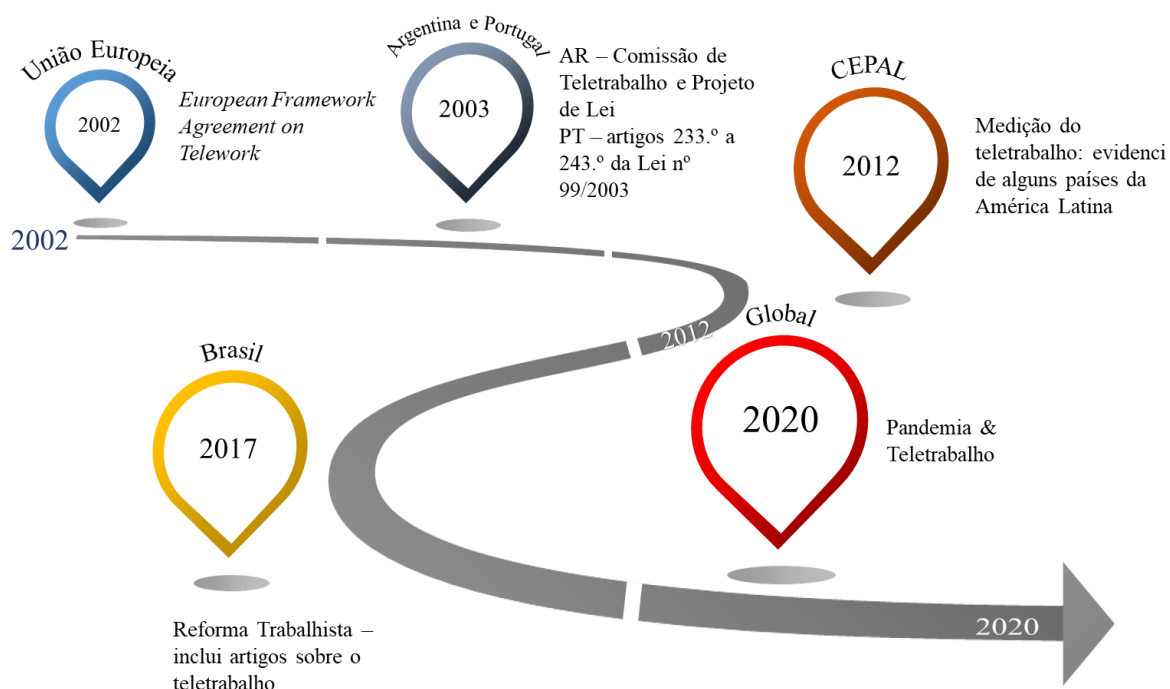 União Europeia
2002
European Framework
Agreement on
Telework
Argentina e Portugal
2003
AR – Comissão de
Teletrabalho e Projeto
de Lei
PT – artigos 233.º a
243.º da Lei nº
99/2003
CEPAL
2012
Medição do
teletrabalho: evidenci
de alguns países da
América Latina
2002
2012
Global
2020
Pandemia &
Teletrabalho
Brasil
2017
Reforma Trabalhista –
inclui artigos sobre o
teletrabalho
2020